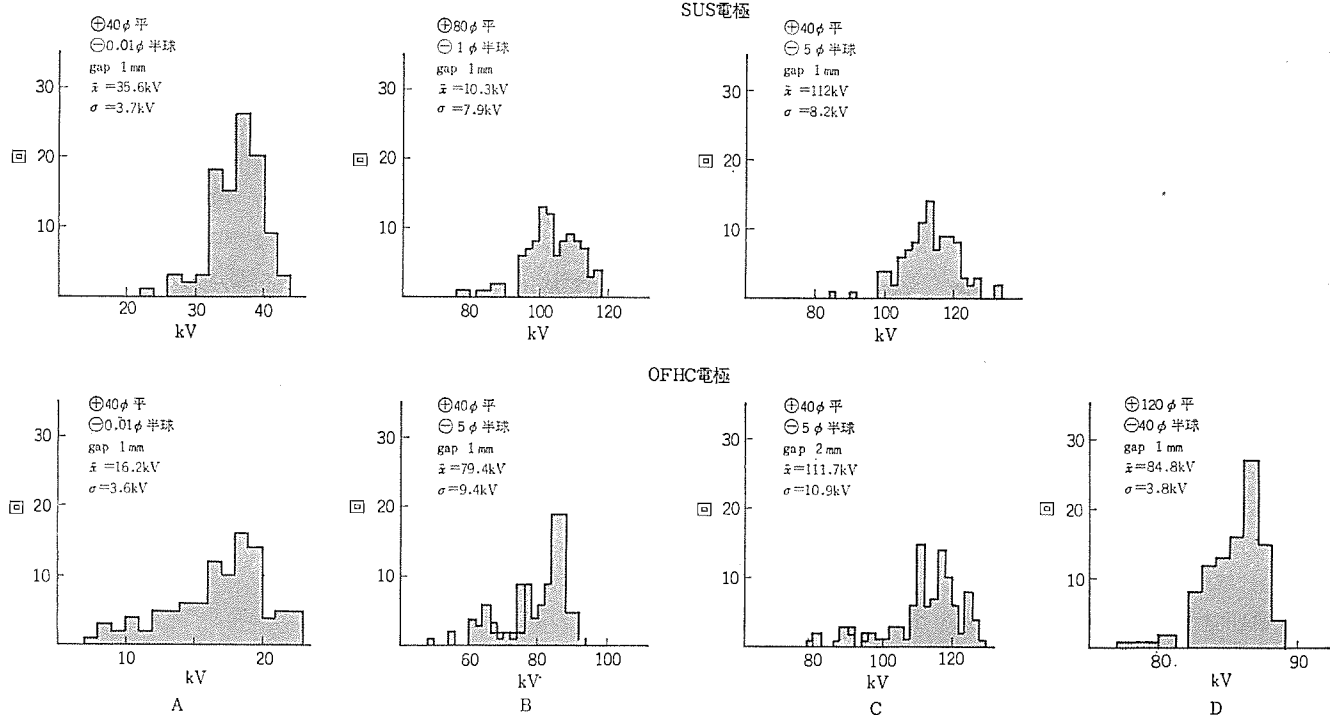 SUS電極
⊕40φ平
⊖0.01φ半球
gap 1mm
x̄=35.6kV
σ=3.7kV
30
回 20
10
20 30 40
kV
⊕80φ平
⊖1φ半球
gap 1mm
x̄=10.3kV
σ=7.9kV
30
回 20
10
80 100 120
kV
⊕40φ平
⊖5φ半球
gap 1mm
x̄=112kV
σ=8.2kV
30
回 20
10
80 100 120
kV
OFHC電極
⊕40φ平
⊖0.01φ半球
gap 1mm
x̄=16.2kV
σ=3.6kV
30
回 20
10
10 20
kV
A
⊕40φ平
⊖5φ半球
gap 1mm
x̄=79.4kV
σ=9.4kV
30
回 20
10
60 80 100
kV
B
⊕40φ平
⊖5φ半球
gap 2mm
x̄=111.7kV
σ=10.9kV
30
回 20
10
80 100 120
kV
C
⊕120φ平
⊖40φ半球
gap 1mm
x̄=84.8kV
σ=3.8kV
30
回 20
10
80 90
kV
D